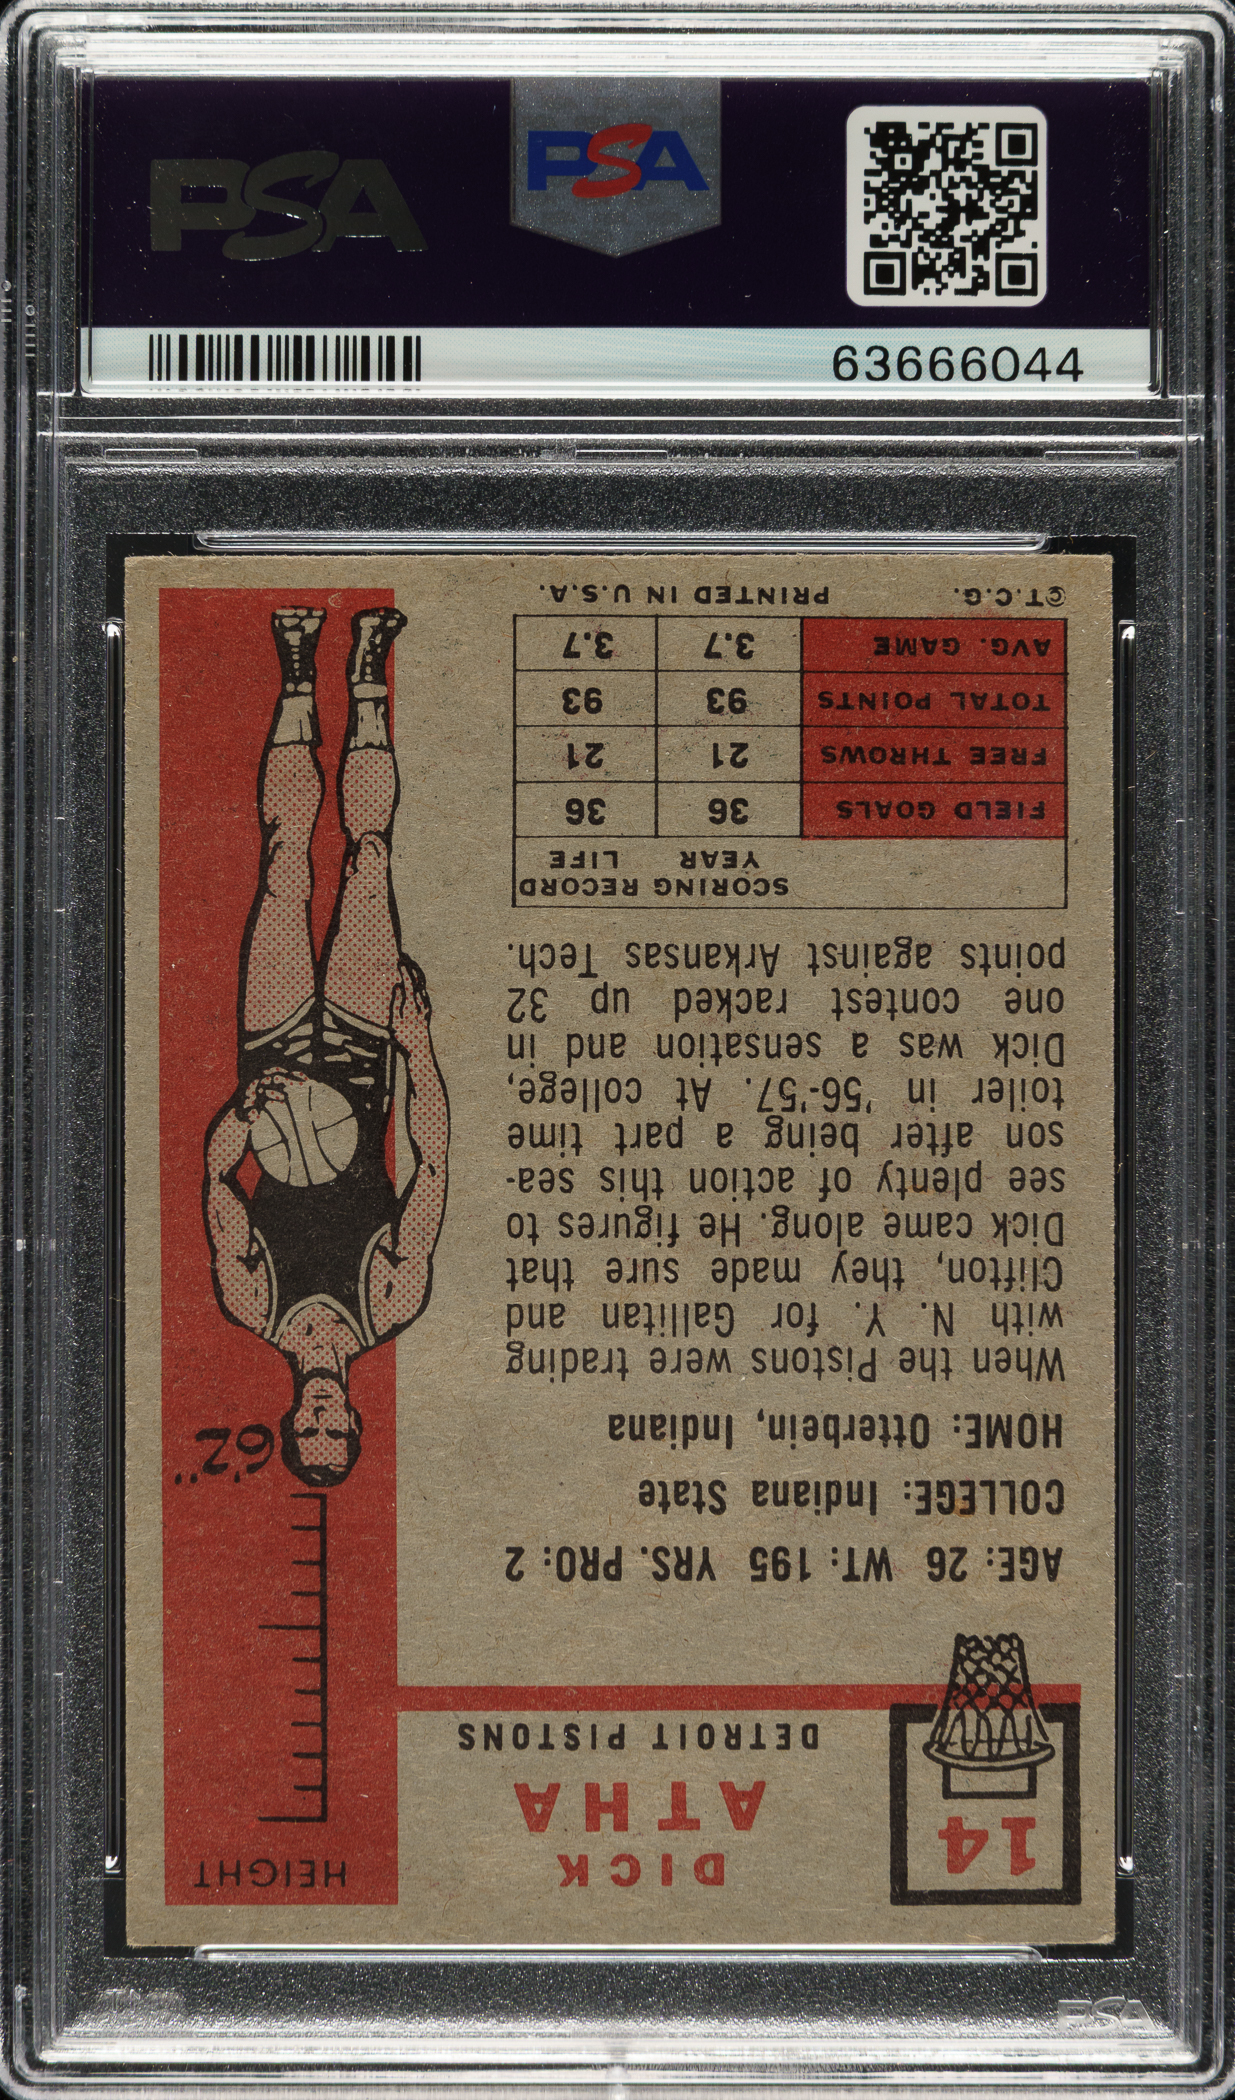 PSA
PSA
63666044
14
DICK
ATHA
DETROIT PISTONS
HEIGHT
6'2"
AGE: 26 WT: 195 YRS. PRO: 2
COLLEGE: Indiana State
HOME: Otterbein, Indiana
When the Pistons were trading
with N. Y. for Gallitan and
Clifton, they made sure that
Dick came along. He figures to
see plenty of action this sea-
son after being a part time
toiler in '56-'57. At college,
Dick was a sensation and in
one contest racked up 32
points against Arkansas Tech.
SCORING RECORD
YEAR LIFE
FIELD GOALS 36 36
FREE THROWS 21 21
TOTAL POINTS 93 93
AVG. GAME 3.7 3.7
©T.C.G. PRINTED IN U.S.A.
PSA